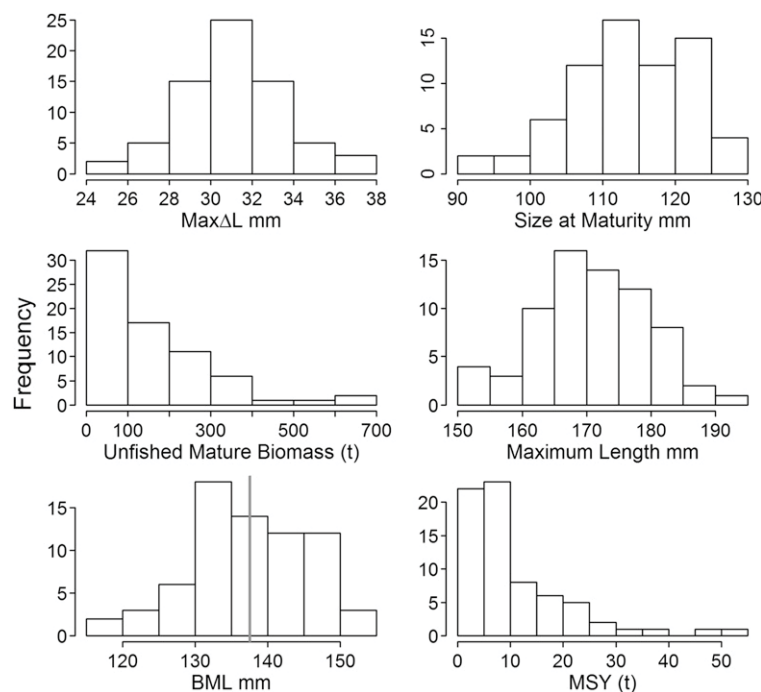 25
20
15
10
5
0
24 26 28 30 32 34 36 38
MaxΔL mm
15
10
5
0
90 100 110 120 130
Size at Maturity mm
Frequency
30
25
20
15
10
5
0
0 100 300 500 700
Unfished Mature Biomass (t)
15
10
5
0
150 160 170 180 190
Maximum Length mm
15
10
5
0
120 130 140 150
BML mm
20
15
10
5
0
0 10 20 30 40 50
MSY (t)